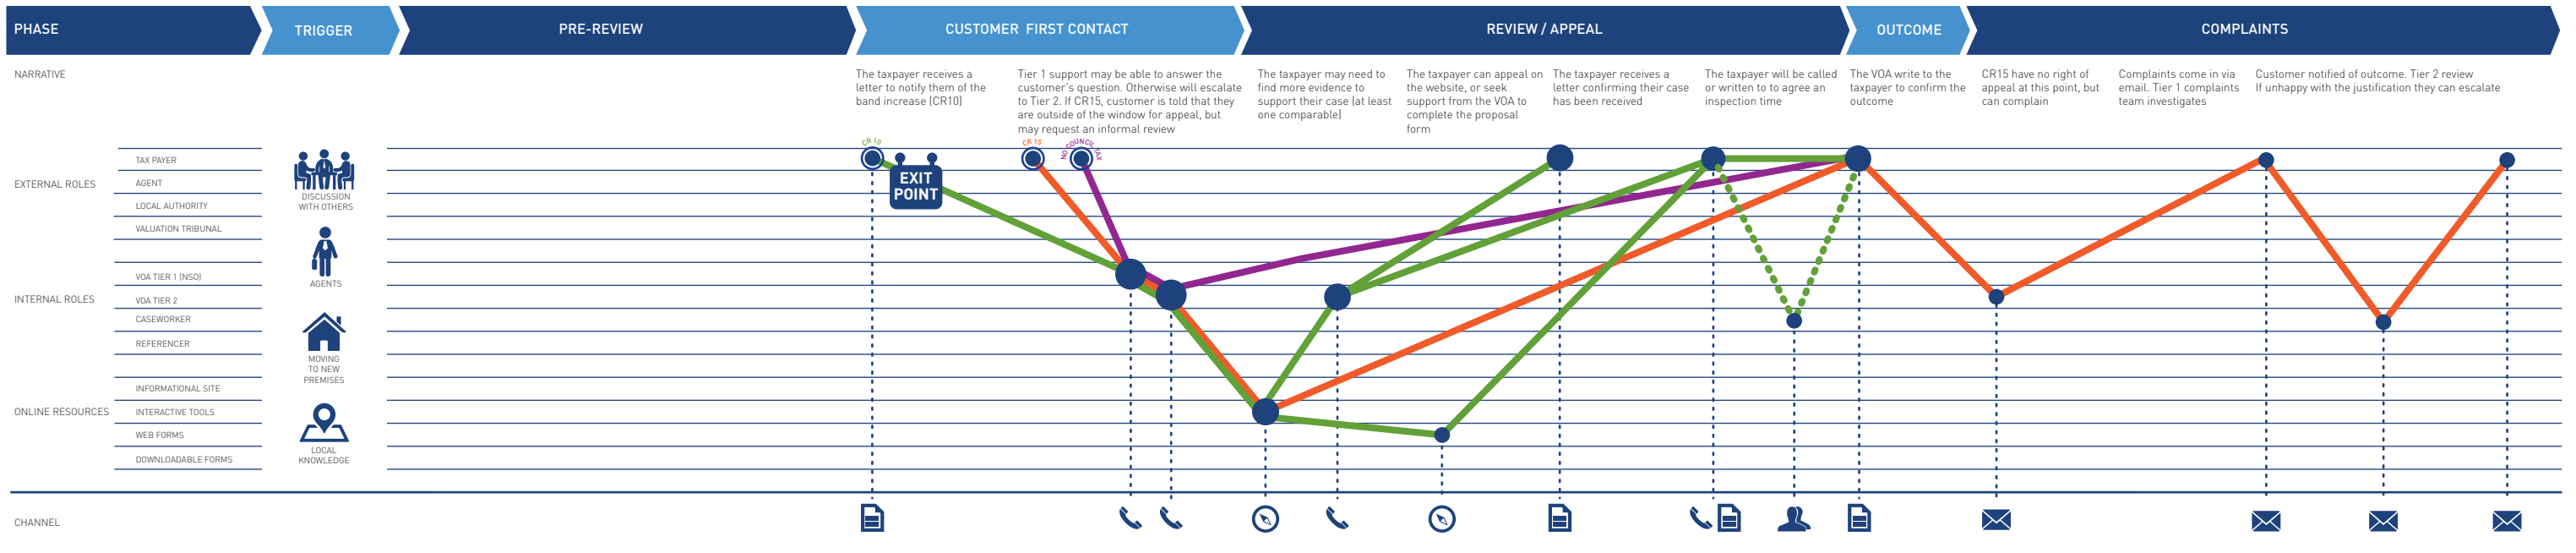 PHASE
TRIGGER
PRE-REVIEW
CUSTOMER FIRST CONTACT
REVIEW / APPEAL
OUTCOME
COMPLAINTS
NARRATIVE
The taxpayer receives a
letter to notify them of the
band increase (CR10)
Tier 1 support may be able to answer the
customer's question. Otherwise will escalate
to Tier 2. If CR15, customer is told that they
are outside of the window for appeal, but
may request an informal review
The taxpayer may need to
find more evidence to
support their case (at least
one comparable)
The taxpayer can appeal on
the website, or seek
support from the VOA to
complete the proposal
form
The taxpayer receives a
letter confirming their case
has been received
The taxpayer will be called
or written to to agree an
inspection time
The VOA write to the
taxpayer to confirm the
outcome
CR15 have no right of
appeal at this point, but
can complain
Complaints come in via
email. Tier 1 complaints
team investigates
Customer notified of outcome. Tier 2 review
If unhappy with the justification they can escalate
CR 10
CR 15
NO COUNCIL TAX
EXIT
POINT
EXTERNAL ROLES
TAX PAYER
AGENT
LOCAL AUTHORITY
VALUATION TRIBUNAL
INTERNAL ROLES
VOA TIER 1 (NSO)
VOA TIER 2
CASEWORKER
REFERENCER
ONLINE RESOURCES
INFORMATIONAL SITE
INTERACTIVE TOOLS
WEB FORMS
DOWNLOADABLE FORMS
DISCUSSION
WITH OTHERS
AGENTS
MOVING
TO NEW
PREMISES
LOCAL
KNOWLEDGE
CHANNEL